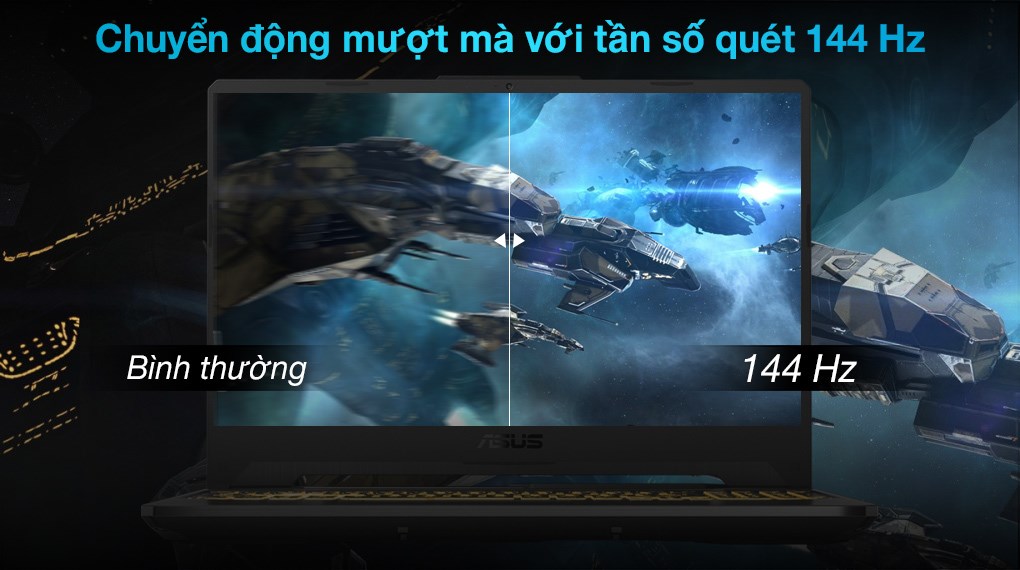 Chuyển động mượt mà với tần số quét 144 Hz
Bình thường
144 Hz
ASUS